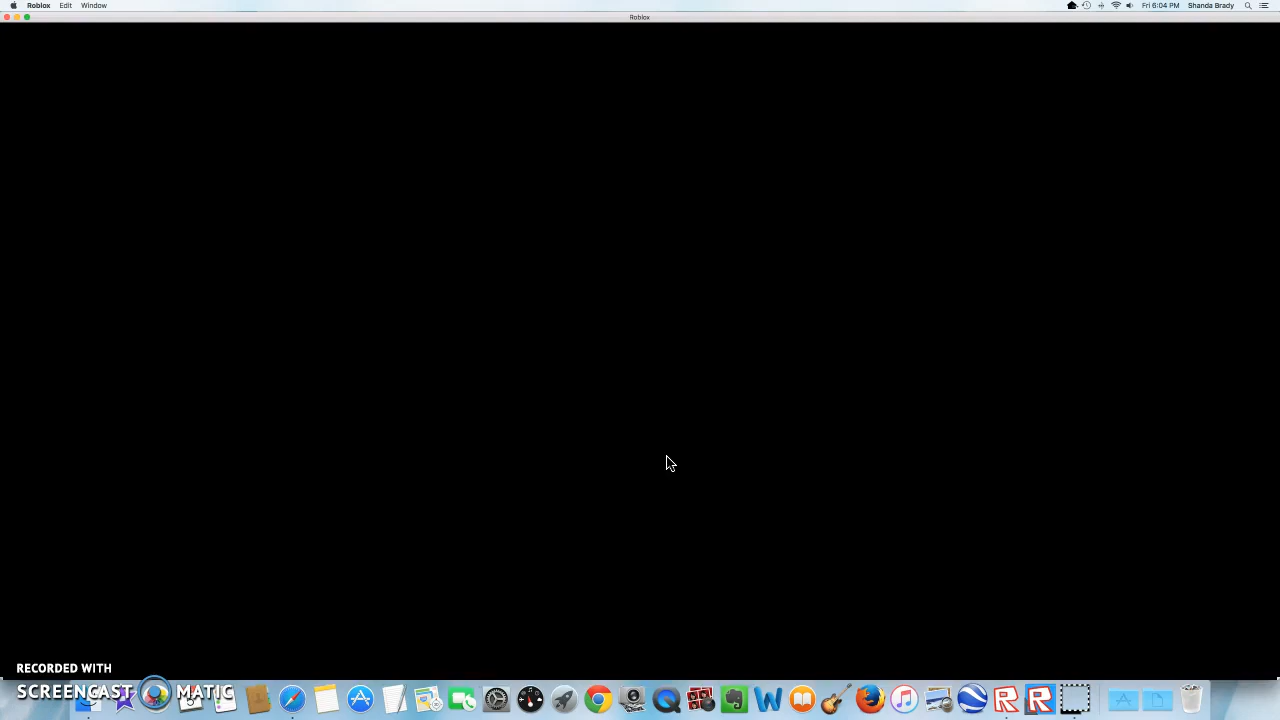 Roblox Edit Window Fri 6:04 PM Shanda Brady
Roblox
RECORDED WITH
SCREENCAST MATIC